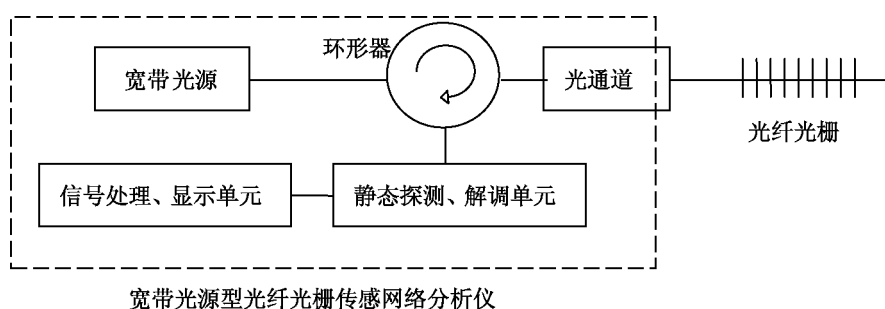 环形器
宽带光源
光通道
光纤光栅
信号处理、显示单元
静态探测、解调单元
宽带光源型光纤光栅传感网络分析仪